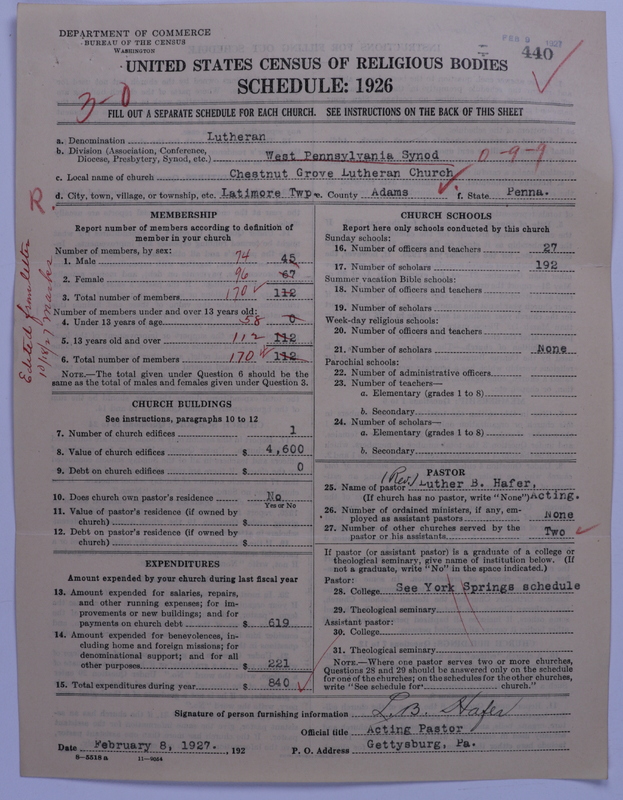 DEPARTMENT OF COMMERCE
BUREAU OF THE CENSUS
WASHINGTON
FEB 9 1927
440
UNITED STATES CENSUS OF RELIGIOUS BODIES
SCHEDULE: 1926
3-0
FILL OUT A SEPARATE SCHEDULE FOR EACH CHURCH. SEE INSTRUCTIONS ON THE BACK OF THIS SHEET
a. Denomination Lutheran
b. Division (Association, Conference, Diocese, Presbytery, Synod, etc.) West Pennsylvania Synod 0-9-9
c. Local name of church Chestnut Grove Lutheran Church
d. City, town, village, or township, etc. Latimore Twp. e. County Adams f. State Penna.
R.
Edited from letter
10/18/27 Marks
MEMBERSHIP
Report number of members according to definition of member in your church
Number of members, by sex:
1. Male 74 45
2. Female 96 67
3. Total number of members 170 112
Number of members under and over 13 years old:
4. Under 13 years of age 58 0
5. 13 years old and over 112 112
6. Total number of members 170 112
NOTE.—The total given under Question 6 should be the same as the total of males and females given under Question 3.
CHURCH BUILDINGS
See instructions, paragraphs 10 to 12
7. Number of church edifices 1
8. Value of church edifices $ 4,600
9. Debt on church edifices $ 0
10. Does church own pastor's residence No
Yes or No
11. Value of pastor's residence (if owned by church) $
12. Debt on pastor's residence (if owned by church) $
EXPENDITURES
Amount expended by your church during last fiscal year
13. Amount expended for salaries, repairs, and other running expenses; for improvements or new buildings; and for payments on church debt $ 619
14. Amount expended for benevolences, including home and foreign missions; for denominational support; and for all other purposes $ 221
15. Total expenditures during year $ 840
CHURCH SCHOOLS
Report here only schools conducted by this church
Sunday schools:
16. Number of officers and teachers 27
17. Number of scholars 192
Summer vacation Bible schools:
18. Number of officers and teachers
19. Number of scholars
Week-day religious schools:
20. Number of officers and teachers
21. Number of scholars None
Parochial schools:
22. Number of administrative officers
23. Number of teachers—
a. Elementary (grades 1 to 8)
b. Secondary
24. Number of scholars—
a. Elementary (grades 1 to 8)
b. Secondary
PASTOR
25. Name of pastor (Rev.) Luther B. Hafer,
(If church has no pastor, write "None") Acting.
26. Number of ordained ministers, if any, employed as assistant pastors None
27. Number of other churches served by the pastor or his assistants Two
If pastor (or assistant pastor) is a graduate of a college or theological seminary, give name of institution below. (If not a graduate, write "No" in the space indicated.)
Pastor:
28. College See York Springs schedule
29. Theological seminary
Assistant pastor:
30. College
31. Theological seminary
NOTE.—Where one pastor serves two or more churches, Questions 28 and 29 should be answered only on the schedule for one of the churches; on the schedules for the other churches, write "See schedule for church."
Signature of person furnishing information L. B. Hafer
Official title Acting Pastor
Date February 8, 1927. , 192 P. O. Address Gettysburg, Pa.
8—5518 a 11—9054